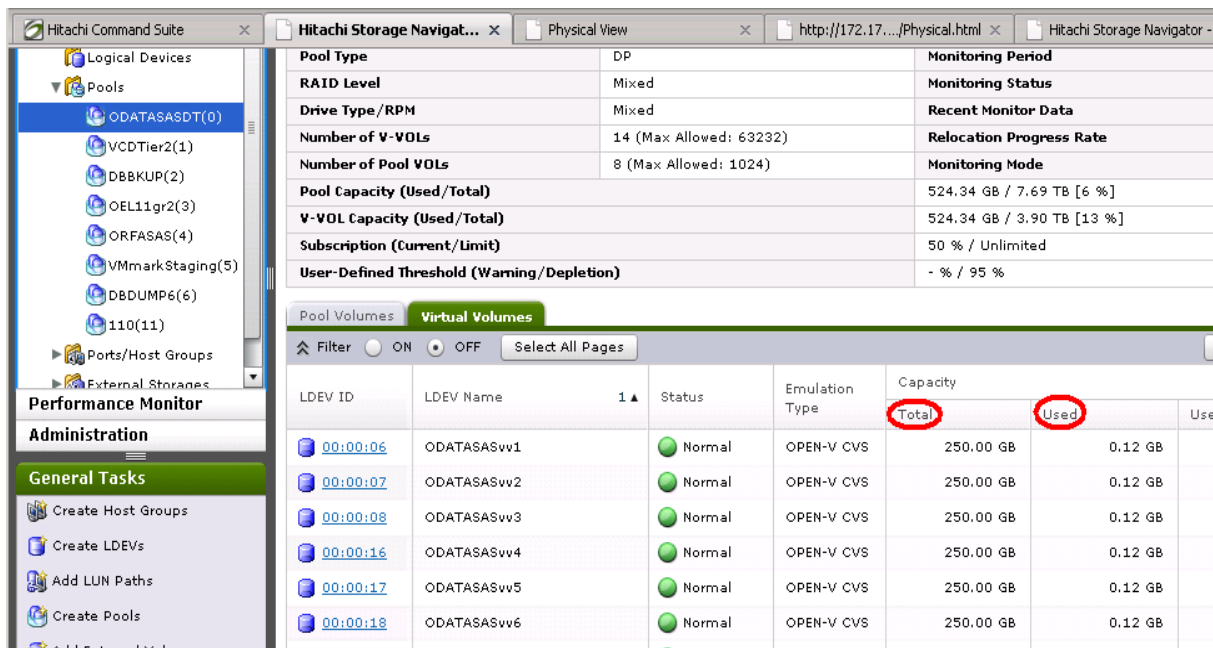 Hitachi Command Suite × Hitachi Storage Navigat... × Physical View × http://172.17..../Physical.html × Hitachi Storage Navigator -
Logical Devices
Pools
ODATASASDT(0)
VCDTier2(1)
DBBKUP(2)
OEL11gr2(3)
ORFASAS(4)
VMmarkStaging(5)
DBDUMP6(6)
110(11)
Ports/Host Groups
External Storages
Performance Monitor
Administration
General Tasks
Create Host Groups
Create LDEVs
Add LUN Paths
Create Pools
Pool Type DP Monitoring Period
RAID Level Mixed Monitoring Status
Drive Type/RPM Mixed Recent Monitor Data
Number of V-VOLs 14 (Max Allowed: 63232) Relocation Progress Rate
Number of Pool VOLs 8 (Max Allowed: 1024) Monitoring Mode
Pool Capacity (Used/Total) 524.34 GB / 7.69 TB [6 %]
V-VOL Capacity (Used/Total) 524.34 GB / 3.90 TB [13 %]
Subscription (Current/Limit) 50 % / Unlimited
User-Defined Threshold (Warning/Depletion) - % / 95 %
Pool Volumes Virtual Volumes
Filter ON OFF Select All Pages
LDEV ID LDEV Name 1 Status Emulation Type Capacity
Total Used Use
00:00:06 ODATASASvv1 Normal OPEN-V CVS 250.00 GB 0.12 GB
00:00:07 ODATASASvv2 Normal OPEN-V CVS 250.00 GB 0.12 GB
00:00:08 ODATASASvv3 Normal OPEN-V CVS 250.00 GB 0.12 GB
00:00:16 ODATASASvv4 Normal OPEN-V CVS 250.00 GB 0.12 GB
00:00:17 ODATASASvv5 Normal OPEN-V CVS 250.00 GB 0.12 GB
00:00:18 ODATASASvv6 Normal OPEN-V CVS 250.00 GB 0.12 GB